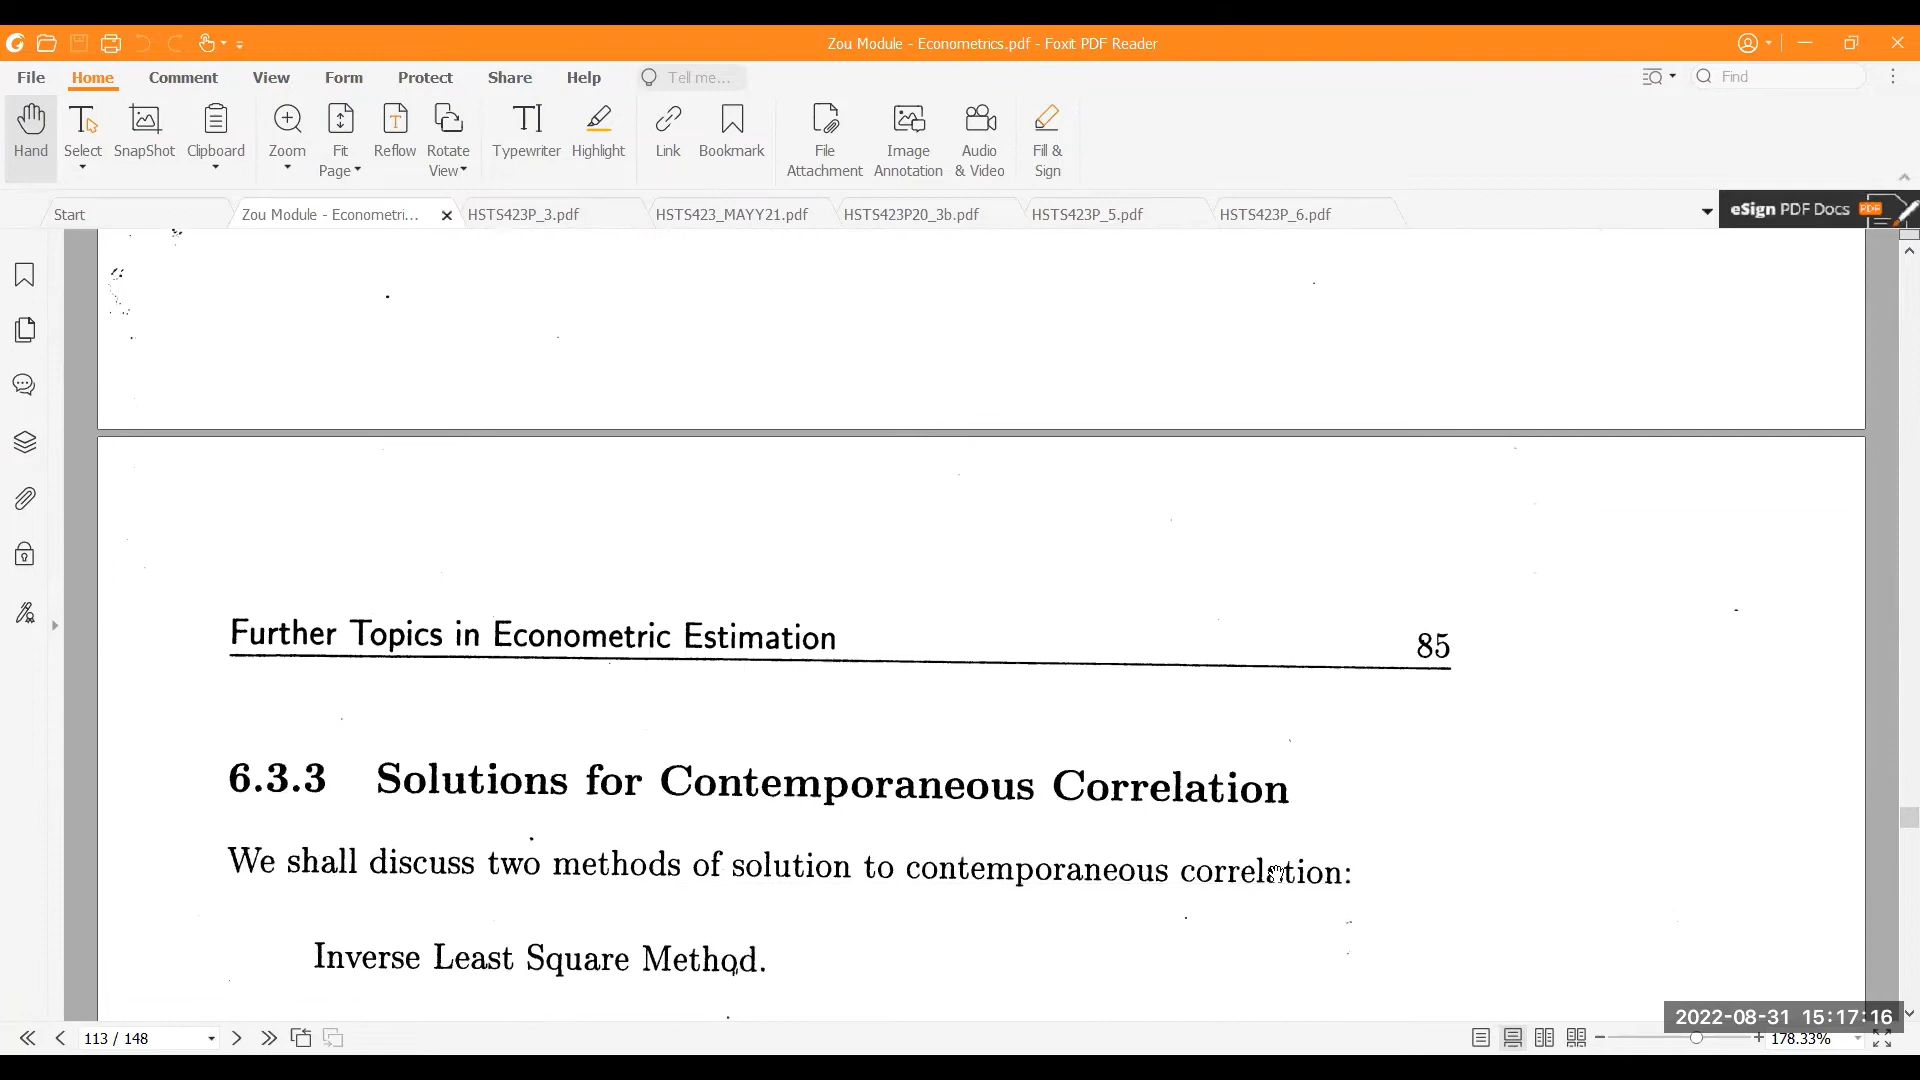 Zou Module - Econometrics.pdf - Foxit PDF Reader
File Home Comment View Form Protect Share Help Tell me... Find
Hand Select SnapShot Clipboard Zoom Fit Page Reflow Rotate View Typewriter Highlight Link Bookmark File Attachment Image Annotation Audio & Video Fill & Sign
Start Zou Module - Econometri... HSTS423P_3.pdf HSTS423_MAYY21.pdf HSTS423P20_3b.pdf HSTS423P_5.pdf HSTS423P_6.pdf eSign PDF Docs PDF
Further Topics in Econometric Estimation 85
6.3.3 Solutions for Contemporaneous Correlation
We shall discuss two methods of solution to contemporaneous correlation:
Inverse Least Square Method.
2022-08-31 15:17:16
113 / 148 178.33%